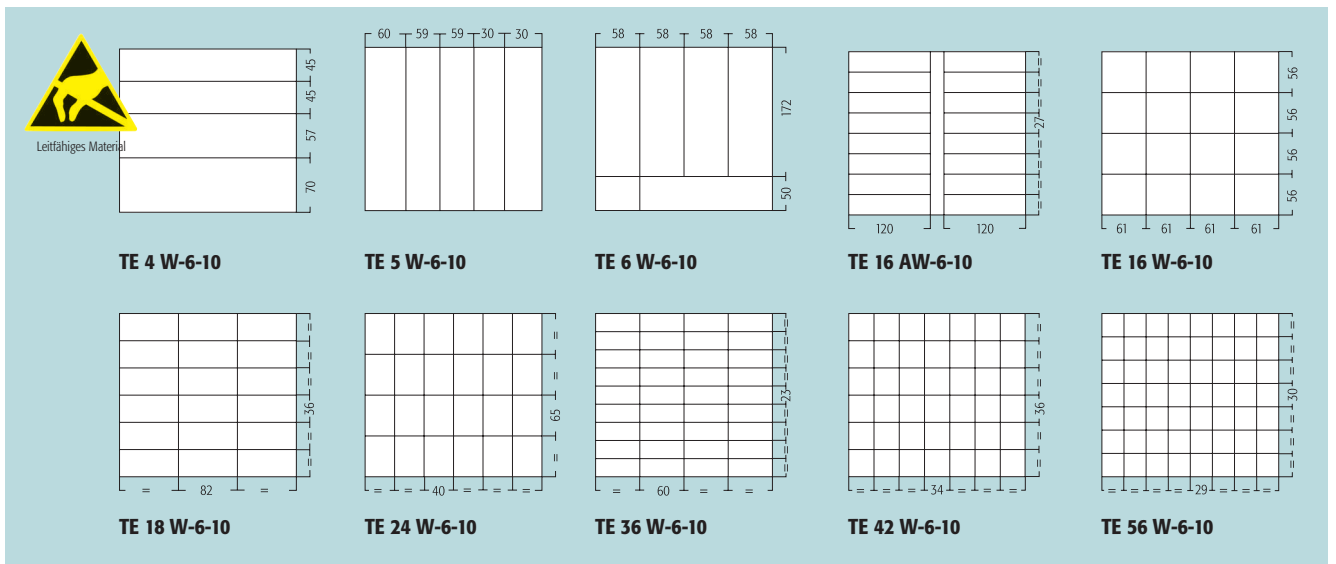 60 59 59 30 30
58 58 58 58
45
45
57
70
172
50
= = = = 27 = = = =
56
56
56
56
Leitfähiges Material
120 120
61 61 61 61
TE 4 W-6-10
TE 5 W-6-10
TE 6 W-6-10
TE 16 AW-6-10
TE 16 W-6-10
= = = 36 = =
= = 65 =
= = = = 23 = = = =
= = = 36 = =
= = = 30 = = =
= 82 =
= = 40 = = =
= 60 = =
= = = 34 = = =
= = = = 29 = = =
TE 18 W-6-10
TE 24 W-6-10
TE 36 W-6-10
TE 42 W-6-10
TE 56 W-6-10